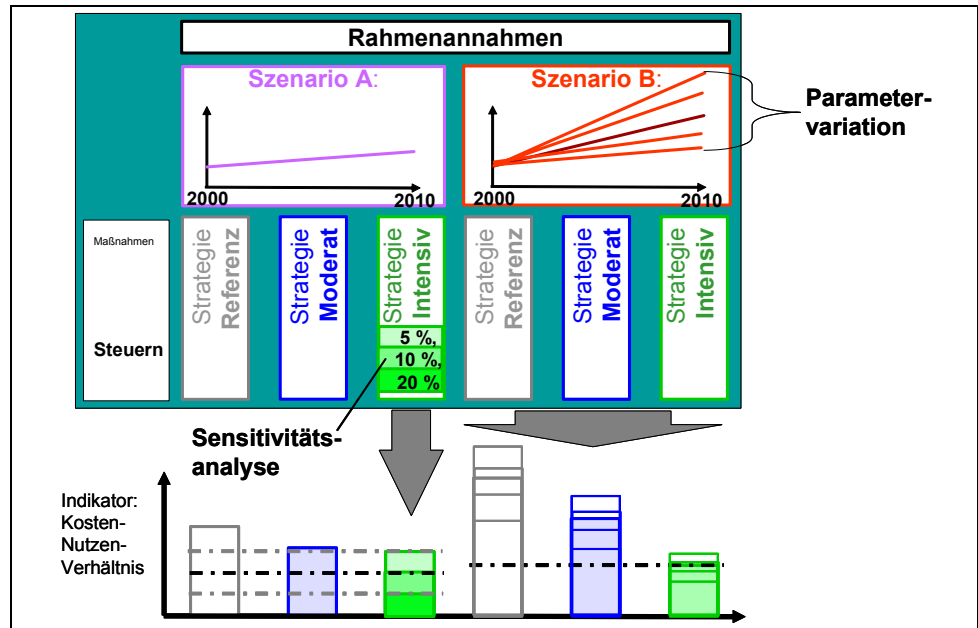 Rahmenannahmen
Szenario A:
2000
2010
Szenario B:
2000
2010
Parameter-
variation
Maßnahmen
Steuern
Strategie
Referenz
Strategie
Moderat
Strategie
Intensiv
5 %,
10 %,
20 %
Strategie
Referenz
Strategie
Moderat
Strategie
Intensiv
Sensitivitäts-
analyse
Indikator:
Kosten-
Nutzen-
Verhältnis